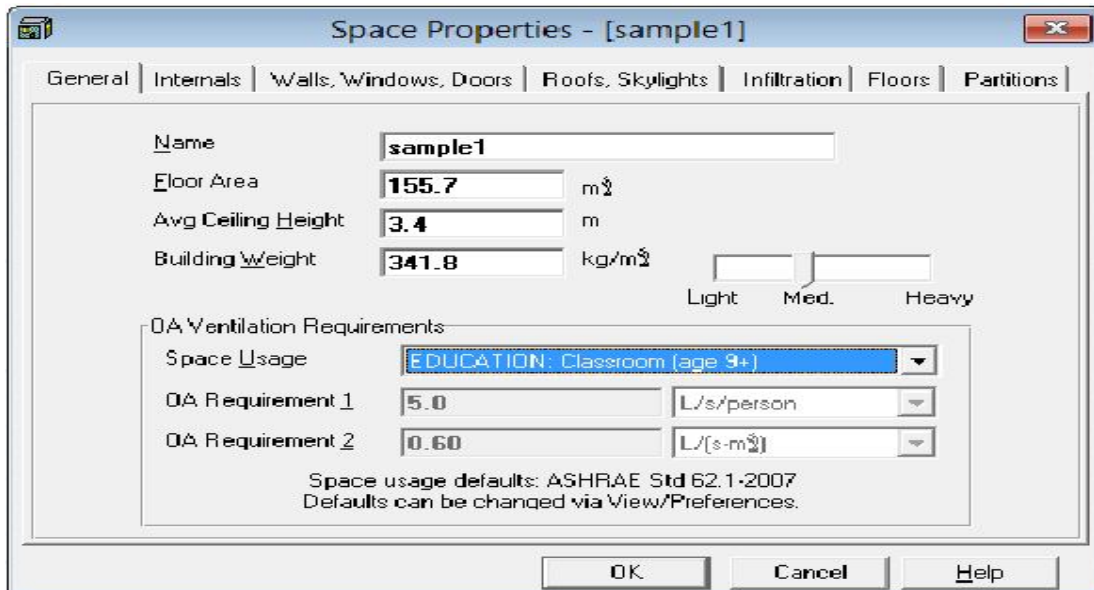 Space Properties - [sample1]
General Internals Walls, Windows, Doors Roofs, Skylights Infiltration Floors Partitions
Name sample1
Floor Area 155.7 m²
Avg Ceiling Height 3.4 m
Building Weight 341.8 kg/m²
Light Med. Heavy
OA Ventilation Requirements
Space Usage EDUCATION: Classroom (age 9+)
OA Requirement 1 5.0 L/s/person
OA Requirement 2 0.60 L/(s-m²)
Space usage defaults: ASHRAE Std 62.1-2007
Defaults can be changed via View/Preferences.
OK Cancel Help